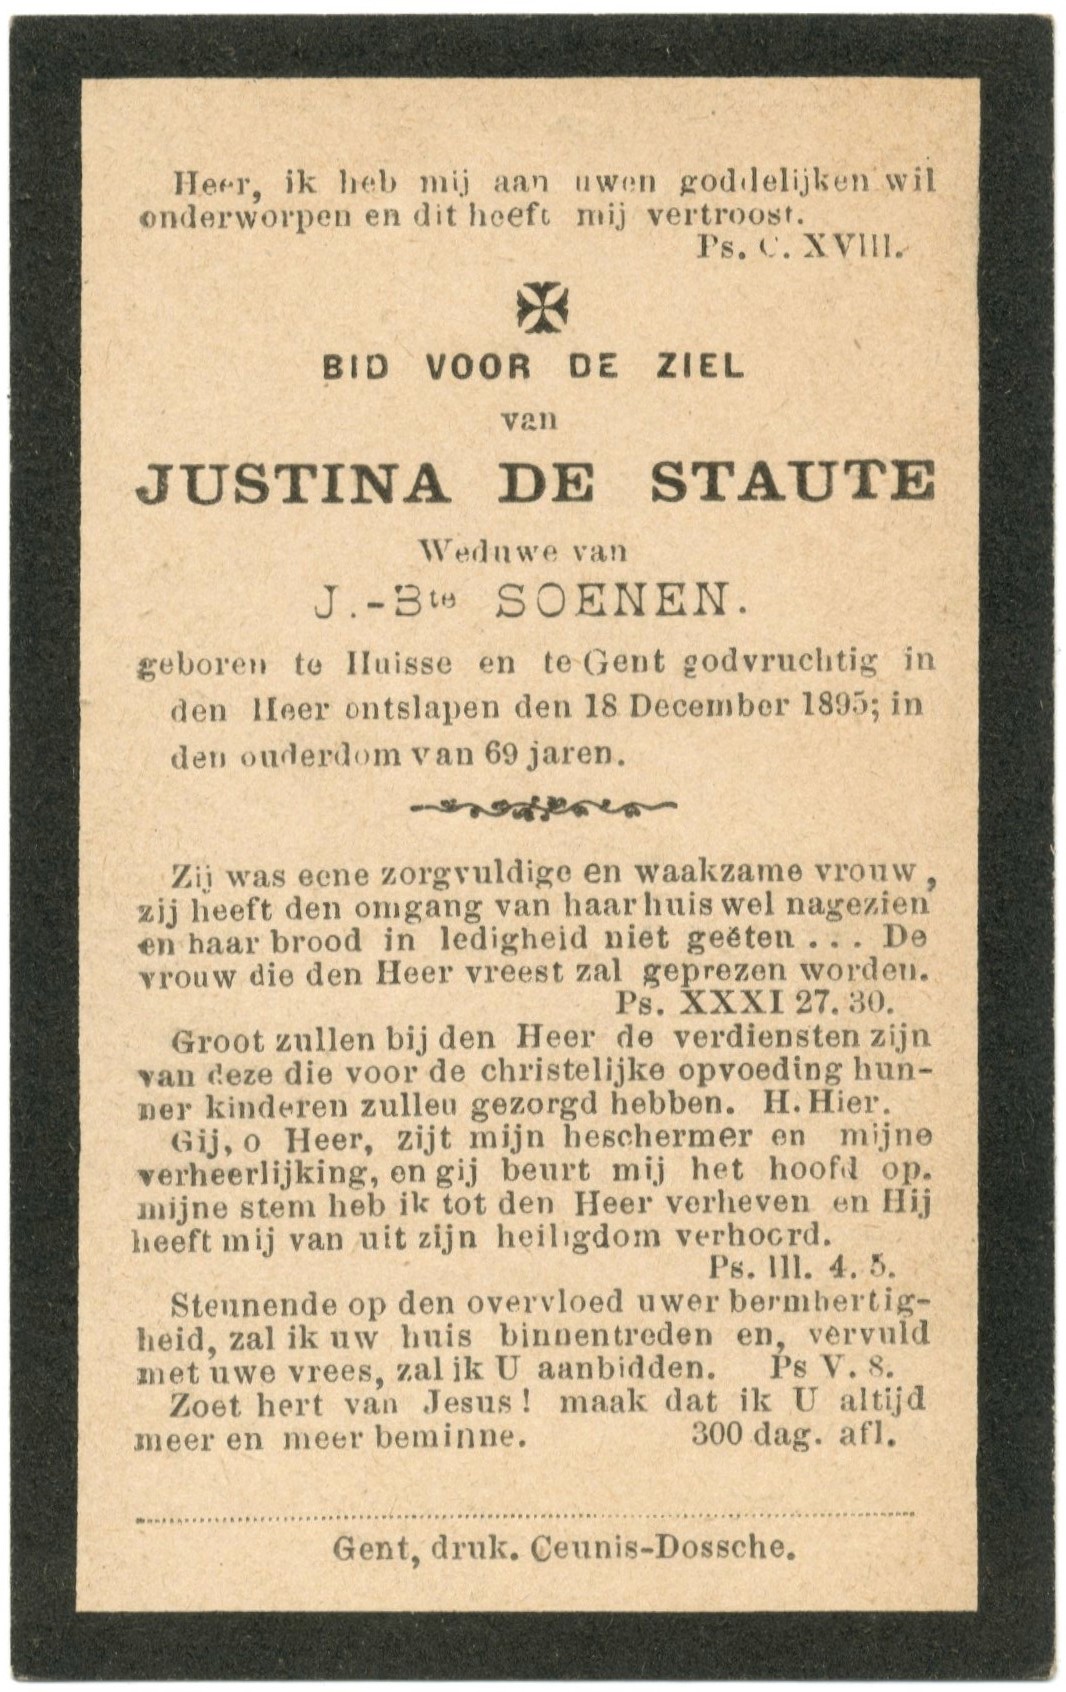 Heer, ik heb mij aan uwen goddelijken wil
onderworpen en dit heeft mij vertroost.
Ps. C. XVIII.
BID VOOR DE ZIEL
van
JUSTINA DE STAUTE
Weduwe van
J.-Bte SOENEN.
geboren te Huisse en te Gent godvruchtig in
den Heer ontslapen den 18 December 1895; in
den ouderdom van 69 jaren.
Zij was eene zorgvuldige en waakzame vrouw,
zij heeft den omgang van haar huis wel nagezien
en haar brood in ledigheid niet geëten ... De
vrouw die den Heer vreest zal geprezen worden.
Ps. XXXI 27. 30.
Groot zullen bij den Heer de verdiensten zijn
van deze die voor de christelijke opvoeding hun-
ner kinderen zullen gezorgd hebben. H. Hier.
Gij, o Heer, zijt mijn beschermer en mijne
verheerlijking, en gij beurt mij het hoofd op.
mijne stem heb ik tot den Heer verheven en Hij
heeft mij van uit zijn heiligdom verhoord.
Ps. III. 4. 5.
Steunende op den overvloed uwer bermhertig-
heid, zal ik uw huis binnentreden en, vervuld
met uwe vrees, zal ik U aanbidden. Ps V. 8.
Zoet hert van Jesus! maak dat ik U altijd
meer en meer beminne. 300 dag. afl.
Gent, druk. Ceunis-Dossche.